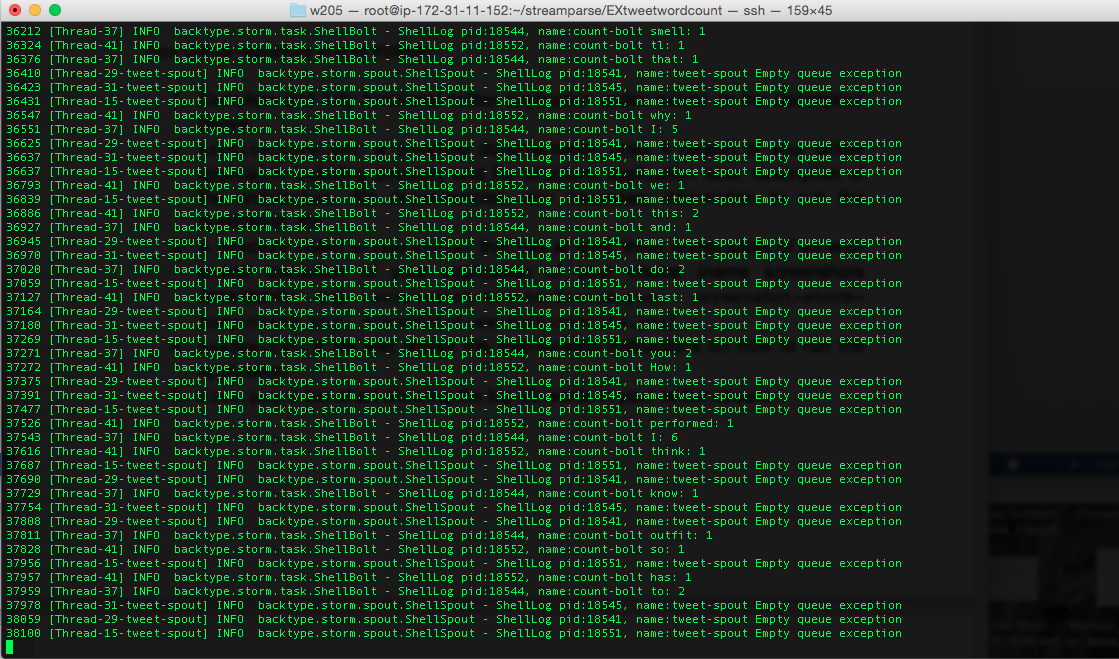 w205 — root@ip-172-31-11-152:~/streamparse/EXtweetwordcount — ssh — 159×45
36212 [Thread-37] INFO  backtype.storm.task.ShellBolt - ShellLog pid:18544, name:count-bolt smell: 1
36324 [Thread-41] INFO  backtype.storm.task.ShellBolt - ShellLog pid:18552, name:count-bolt tl: 1
36376 [Thread-37] INFO  backtype.storm.task.ShellBolt - ShellLog pid:18544, name:count-bolt that: 1
36410 [Thread-29-tweet-spout] INFO  backtype.storm.spout.ShellSpout - ShellLog pid:18541, name:tweet-spout Empty queue exception
36423 [Thread-31-tweet-spout] INFO  backtype.storm.spout.ShellSpout - ShellLog pid:18545, name:tweet-spout Empty queue exception
36431 [Thread-15-tweet-spout] INFO  backtype.storm.spout.ShellSpout - ShellLog pid:18551, name:tweet-spout Empty queue exception
36547 [Thread-41] INFO  backtype.storm.task.ShellBolt - ShellLog pid:18552, name:count-bolt why: 1
36551 [Thread-37] INFO  backtype.storm.task.ShellBolt - ShellLog pid:18544, name:count-bolt I: 5
36625 [Thread-29-tweet-spout] INFO  backtype.storm.spout.ShellSpout - ShellLog pid:18541, name:tweet-spout Empty queue exception
36637 [Thread-31-tweet-spout] INFO  backtype.storm.spout.ShellSpout - ShellLog pid:18545, name:tweet-spout Empty queue exception
36637 [Thread-15-tweet-spout] INFO  backtype.storm.spout.ShellSpout - ShellLog pid:18551, name:tweet-spout Empty queue exception
36793 [Thread-41] INFO  backtype.storm.task.ShellBolt - ShellLog pid:18552, name:count-bolt we: 1
36839 [Thread-15-tweet-spout] INFO  backtype.storm.spout.ShellSpout - ShellLog pid:18551, name:tweet-spout Empty queue exception
36886 [Thread-41] INFO  backtype.storm.task.ShellBolt - ShellLog pid:18552, name:count-bolt this: 2
36927 [Thread-37] INFO  backtype.storm.task.ShellBolt - ShellLog pid:18544, name:count-bolt and: 1
36945 [Thread-29-tweet-spout] INFO  backtype.storm.spout.ShellSpout - ShellLog pid:18541, name:tweet-spout Empty queue exception
36970 [Thread-31-tweet-spout] INFO  backtype.storm.spout.ShellSpout - ShellLog pid:18545, name:tweet-spout Empty queue exception
37020 [Thread-37] INFO  backtype.storm.task.ShellBolt - ShellLog pid:18544, name:count-bolt do: 2
37059 [Thread-15-tweet-spout] INFO  backtype.storm.spout.ShellSpout - ShellLog pid:18551, name:tweet-spout Empty queue exception
37127 [Thread-41] INFO  backtype.storm.task.ShellBolt - ShellLog pid:18552, name:count-bolt last: 1
37164 [Thread-29-tweet-spout] INFO  backtype.storm.spout.ShellSpout - ShellLog pid:18541, name:tweet-spout Empty queue exception
37180 [Thread-31-tweet-spout] INFO  backtype.storm.spout.ShellSpout - ShellLog pid:18545, name:tweet-spout Empty queue exception
37269 [Thread-15-tweet-spout] INFO  backtype.storm.spout.ShellSpout - ShellLog pid:18551, name:tweet-spout Empty queue exception
37271 [Thread-37] INFO  backtype.storm.task.ShellBolt - ShellLog pid:18544, name:count-bolt you: 2
37272 [Thread-41] INFO  backtype.storm.task.ShellBolt - ShellLog pid:18552, name:count-bolt How: 1
37375 [Thread-29-tweet-spout] INFO  backtype.storm.spout.ShellSpout - ShellLog pid:18541, name:tweet-spout Empty queue exception
37391 [Thread-31-tweet-spout] INFO  backtype.storm.spout.ShellSpout - ShellLog pid:18545, name:tweet-spout Empty queue exception
37477 [Thread-15-tweet-spout] INFO  backtype.storm.spout.ShellSpout - ShellLog pid:18551, name:tweet-spout Empty queue exception
37526 [Thread-41] INFO  backtype.storm.task.ShellBolt - ShellLog pid:18552, name:count-bolt performed: 1
37543 [Thread-37] INFO  backtype.storm.task.ShellBolt - ShellLog pid:18544, name:count-bolt I: 6
37616 [Thread-41] INFO  backtype.storm.task.ShellBolt - ShellLog pid:18552, name:count-bolt think: 1
37687 [Thread-15-tweet-spout] INFO  backtype.storm.spout.ShellSpout - ShellLog pid:18551, name:tweet-spout Empty queue exception
37690 [Thread-29-tweet-spout] INFO  backtype.storm.spout.ShellSpout - ShellLog pid:18541, name:tweet-spout Empty queue exception
37729 [Thread-37] INFO  backtype.storm.task.ShellBolt - ShellLog pid:18544, name:count-bolt know: 1
37754 [Thread-31-tweet-spout] INFO  backtype.storm.spout.ShellSpout - ShellLog pid:18545, name:tweet-spout Empty queue exception
37808 [Thread-29-tweet-spout] INFO  backtype.storm.spout.ShellSpout - ShellLog pid:18541, name:tweet-spout Empty queue exception
37811 [Thread-37] INFO  backtype.storm.task.ShellBolt - ShellLog pid:18544, name:count-bolt outfit: 1
37828 [Thread-41] INFO  backtype.storm.task.ShellBolt - ShellLog pid:18552, name:count-bolt so: 1
37956 [Thread-15-tweet-spout] INFO  backtype.storm.spout.ShellSpout - ShellLog pid:18551, name:tweet-spout Empty queue exception
37957 [Thread-41] INFO  backtype.storm.task.ShellBolt - ShellLog pid:18552, name:count-bolt has: 1
37959 [Thread-37] INFO  backtype.storm.task.ShellBolt - ShellLog pid:18544, name:count-bolt to: 2
37978 [Thread-31-tweet-spout] INFO  backtype.storm.spout.ShellSpout - ShellLog pid:18545, name:tweet-spout Empty queue exception
38059 [Thread-29-tweet-spout] INFO  backtype.storm.spout.ShellSpout - ShellLog pid:18541, name:tweet-spout Empty queue exception
38100 [Thread-15-tweet-spout] INFO  backtype.storm.spout.ShellSpout - ShellLog pid:18551, name:tweet-spout Empty queue exception